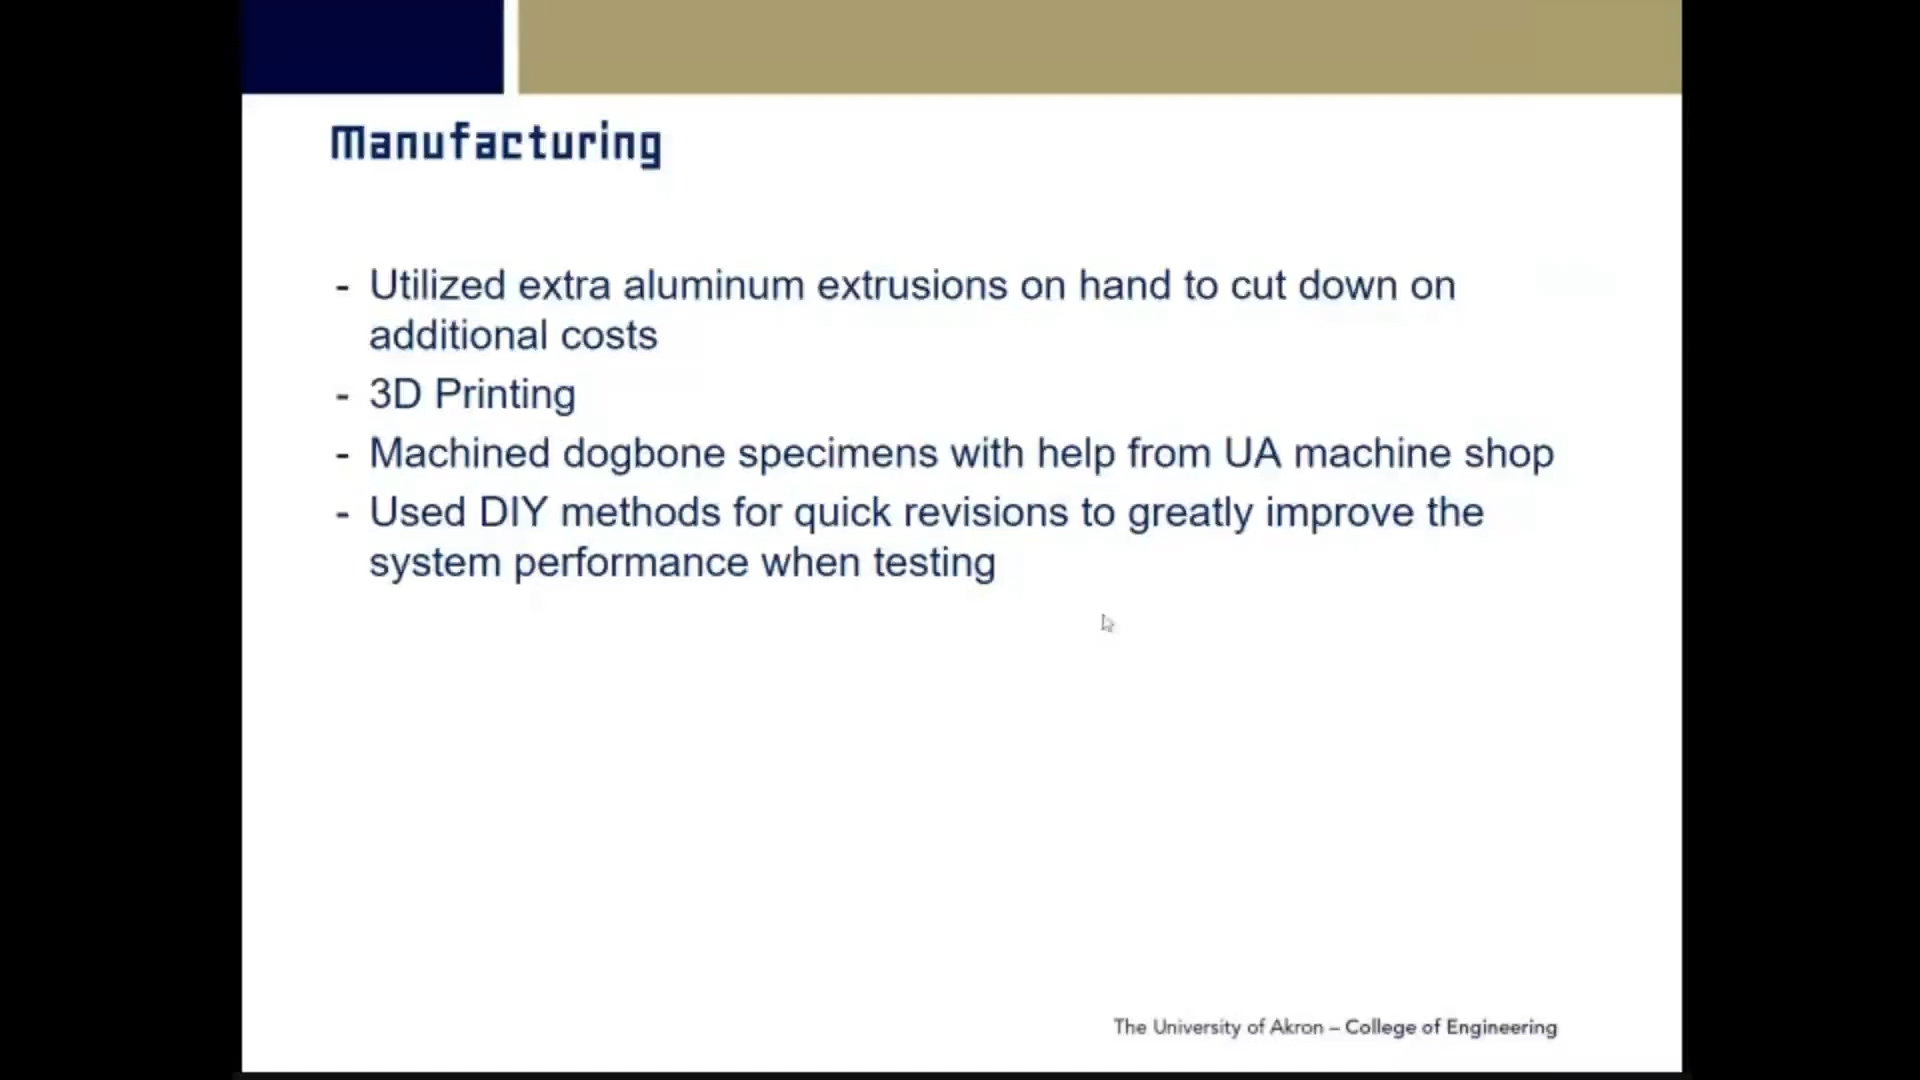 Manufacturing
- Utilized extra aluminum extrusions on hand to cut down on
additional costs
- 3D Printing
- Machined dogbone specimens with help from UA machine shop
- Used DIY methods for quick revisions to greatly improve the
system performance when testing
The University of Akron – College of Engineering